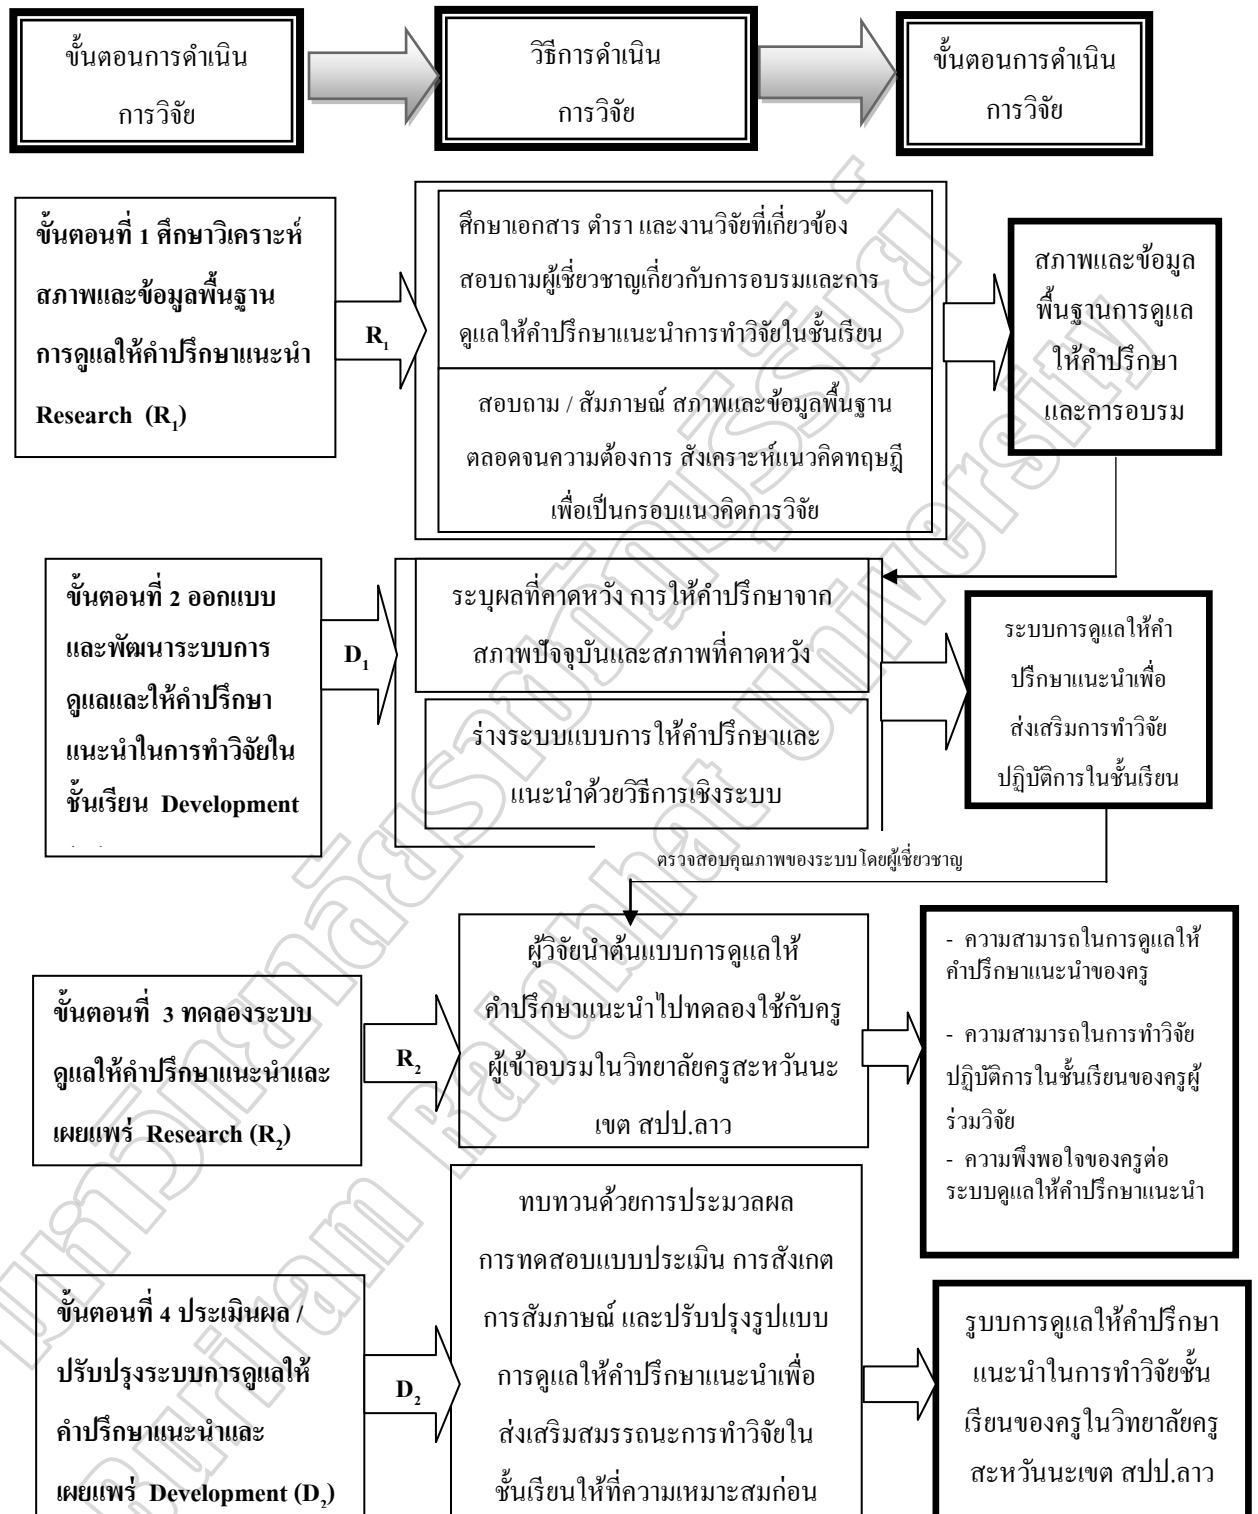 ขั้นตอนการดำเนิน
การวิจัย
วิธีการดำเนิน
การวิจัย
ขั้นตอนการดำเนิน
การวิจัย
ขั้นตอนที่ 1 ศึกษาวิเคราะห์
สภาพและข้อมูลพื้นฐาน
การดูแลให้คำปรึกษาแนะนำ
Research (R₁)
R₁
ศึกษาเอกสาร ตำรา และงานวิจัยที่เกี่ยวข้อง
สอบถามผู้เชี่ยวชาญเกี่ยวกับการอบรมและการ
ดูแลให้คำปรึกษาแนะนำการทำวิจัยในชั้นเรียน
สอบถาม / สัมภาษณ์ สภาพและข้อมูลพื้นฐาน
ตลอดจนความต้องการ สังเคราะห์แนวคิดทฤษฎี
เพื่อเป็นกรอบแนวคิดการวิจัย
สภาพและข้อมูล
พื้นฐานการดูแล
ให้คำปรึกษา
และการอบรม
ขั้นตอนที่ 2 ออกแบบ
และพัฒนาระบบการ
ดูแลและให้คำปรึกษา
แนะนำในการทำวิจัยใน
ชั้นเรียน Development
D₁
ระบุผลที่คาดหวัง การให้คำปรึกษาจาก
สภาพปัจจุบันและสภาพที่คาดหวัง
ร่างระบบแบบการให้คำปรึกษาและ
แนะนำด้วยวิธีการเชิงระบบ
ระบบการดูแลให้คำ
ปรึกษาแนะนำเพื่อ
ส่งเสริมการทำวิจัย
ปฏิบัติการในชั้นเรียน
ตรวจสอบคุณภาพของระบบโดยผู้เชี่ยวชาญ
ขั้นตอนที่ 3 ทดลองระบบ
ดูแลให้คำปรึกษาแนะนำและ
เผยแพร่ Research (R₂)
R₂
ผู้วิจัยนำต้นแบบการดูแลให้
คำปรึกษาแนะนำไปทดลองใช้กับครู
ผู้เข้าอบรมในวิทยาลัยครูสะหวันนะ
เขต สปป.ลาว
- ความสามารถในการดูแลให้
คำปรึกษาแนะนำของครู
- ความสามารถในการทำวิจัย
ปฏิบัติการในชั้นเรียนของครูผู้
ร่วมวิจัย
- ความพึงพอใจของครูต่อ
ระบบดูแลให้คำปรึกษาแนะนำ
ขั้นตอนที่ 4 ประเมินผล /
ปรับปรุงระบบการดูแลให้
คำปรึกษาแนะนำและ
เผยแพร่ Development (D₂)
D₂
ทบทวนด้วยการประมวลผล
การทดสอบแบบประเมิน การสังเกต
การสัมภาษณ์ และปรับปรุงรูปแบบ
การดูแลให้คำปรึกษาแนะนำเพื่อ
ส่งเสริมสมรรถนะการทำวิจัยใน
ชั้นเรียนให้ที่ความเหมาะสมก่อน
รูบบการดูแลให้คำปรึกษา
แนะนำในการทำวิจัยชั้น
เรียนของครูในวิทยาลัยครู
สะหวันนะเขต สปป.ลาว
มหาวิทยาลัยราชภัฏบุรีรัมย์
Buriram Rajabhat University